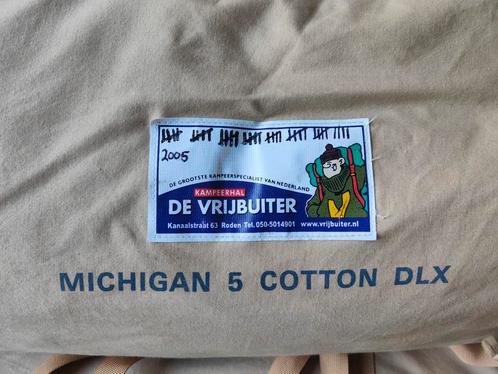 2005
DE GROOTSTE KAMPEERSPECIALIST VAN NEDERLAND
KAMPEERHAL
DE VRIJBUITER
Kanaalstraat 63 Roden Tel. 050-5014901 www.vrijbuiter.nl
MICHIGAN 5 COTTON DLX